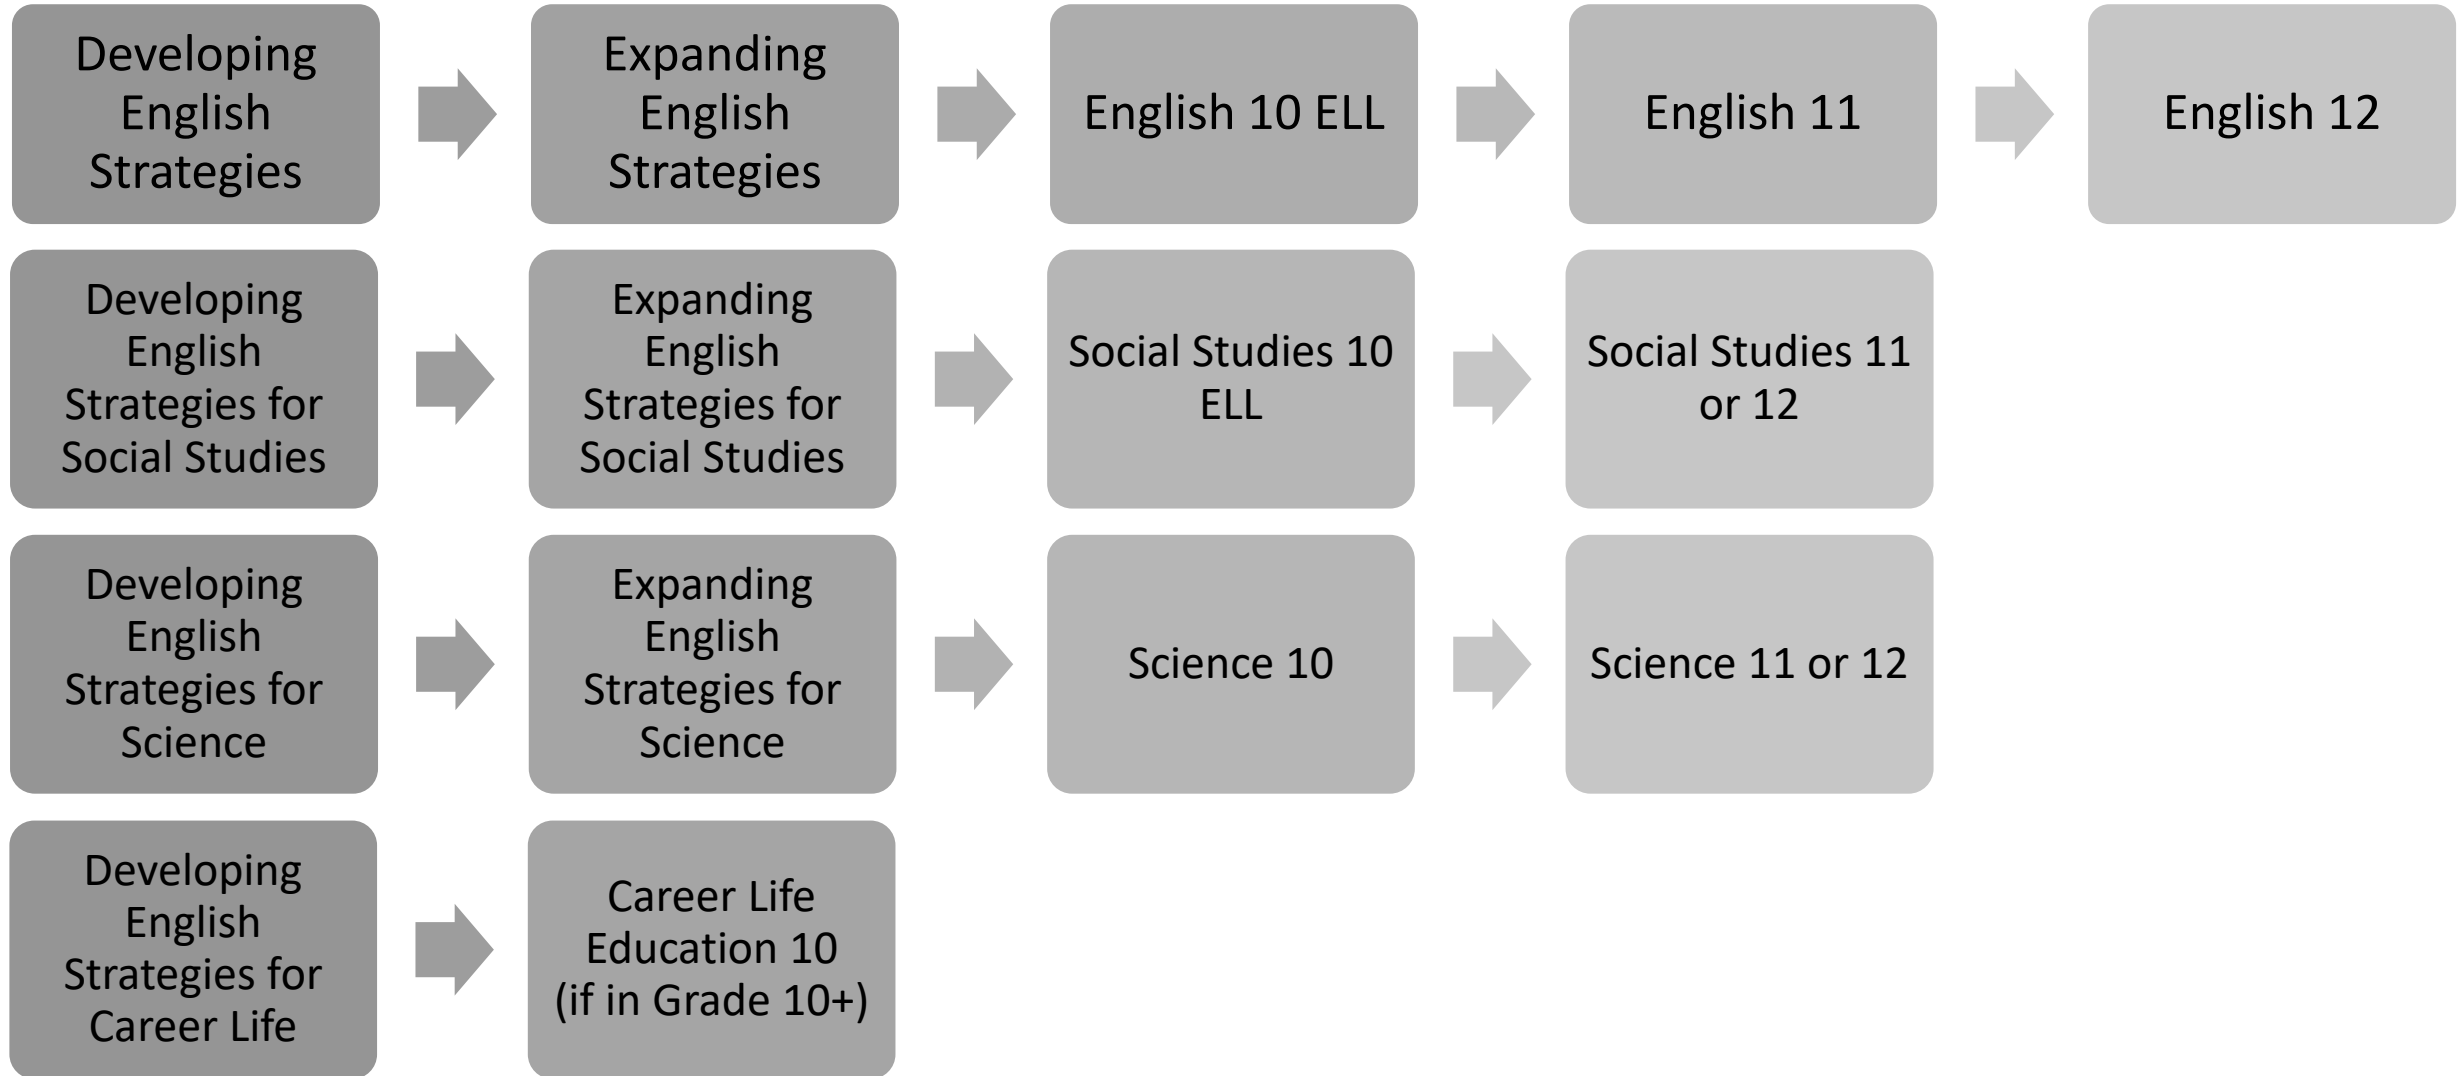 Developing
English
Strategies
Expanding
English
Strategies
English 10 ELL
English 11
English 12
Developing
English
Strategies for
Social Studies
Expanding
English
Strategies for
Social Studies
Social Studies 10
ELL
Social Studies 11
or 12
Developing
English
Strategies for
Science
Expanding
English
Strategies for
Science
Science 10
Science 11 or 12
Developing
English
Strategies for
Career Life
Career Life
Education 10
(if in Grade 10+)